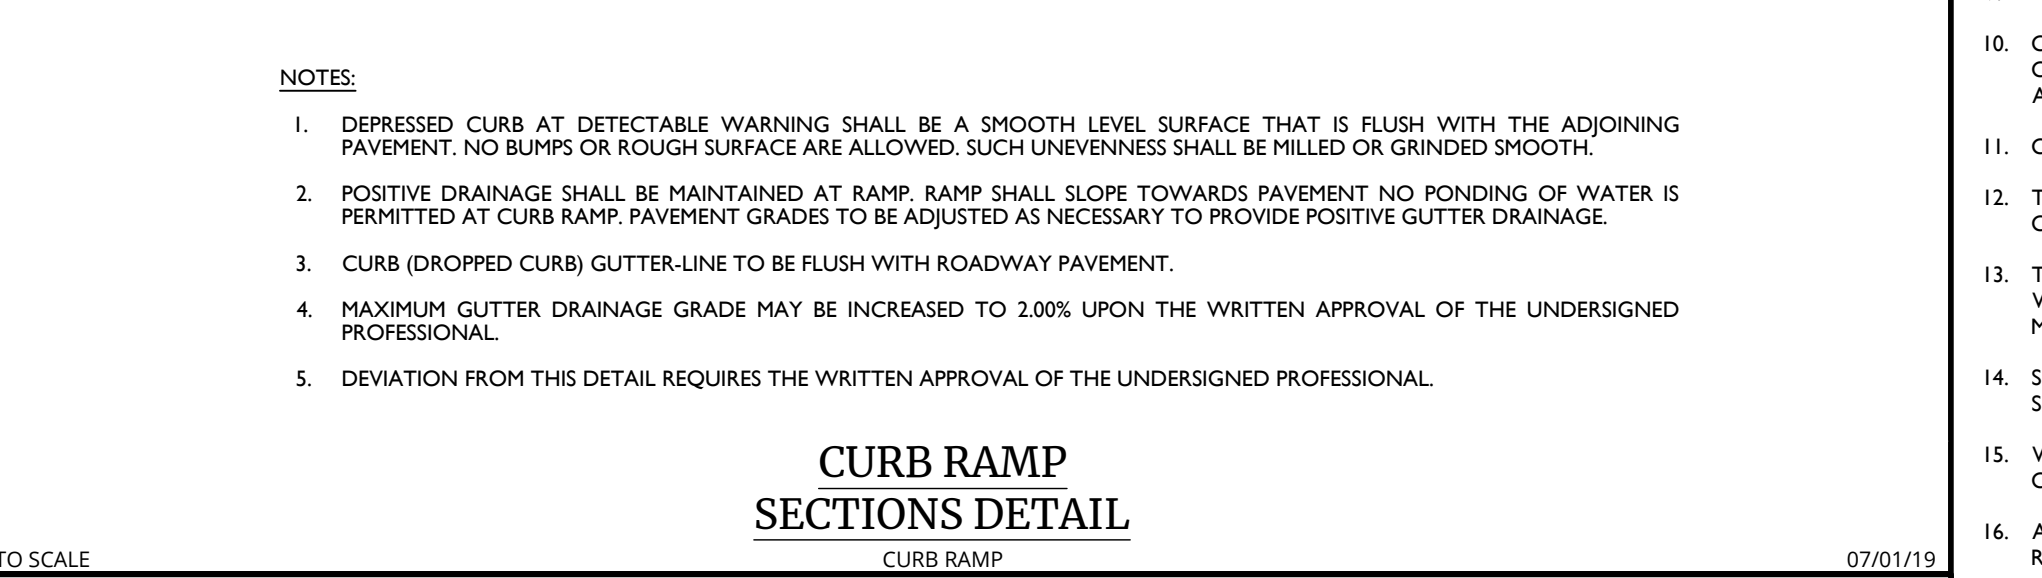 NOTES:
1. DEPRESSED CURB AT DETECTABLE WARNING SHALL BE A SMOOTH LEVEL SURFACE THAT IS FLUSH WITH THE ADJOINING
PAVEMENT. NO BUMPS OR ROUGH SURFACE ARE ALLOWED. SUCH UNEVENNESS SHALL BE MILLED OR GRINDED SMOOTH.
2. POSITIVE DRAINAGE SHALL BE MAINTAINED AT RAMP. RAMP SHALL SLOPE TOWARDS PAVEMENT NO PONDING OF WATER IS
PERMITTED AT CURB RAMP. PAVEMENT GRADES TO BE ADJUSTED AS NECESSARY TO PROVIDE POSITIVE GUTTER DRAINAGE.
3. CURB (DROPPED CURB) GUTTER-LINE TO BE FLUSH WITH ROADWAY PAVEMENT.
4. MAXIMUM GUTTER DRAINAGE GRADE MAY BE INCREASED TO 2.00% UPON THE WRITTEN APPROVAL OF THE UNDERSIGNED
PROFESSIONAL.
5. DEVIATION FROM THIS DETAIL REQUIRES THE WRITTEN APPROVAL OF THE UNDERSIGNED PROFESSIONAL.
CURB RAMP
SECTIONS DETAIL
TO SCALE
CURB RAMP
07/01/19
10.
11.
12.
13.
14.
15.
16.